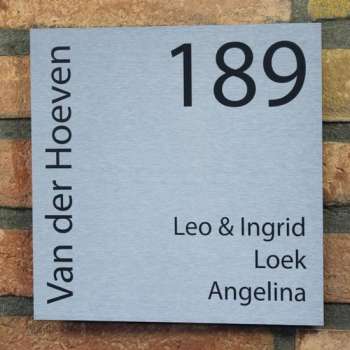 Van der Hoeven
189
Leo & Ingrid
Loek
Angelina